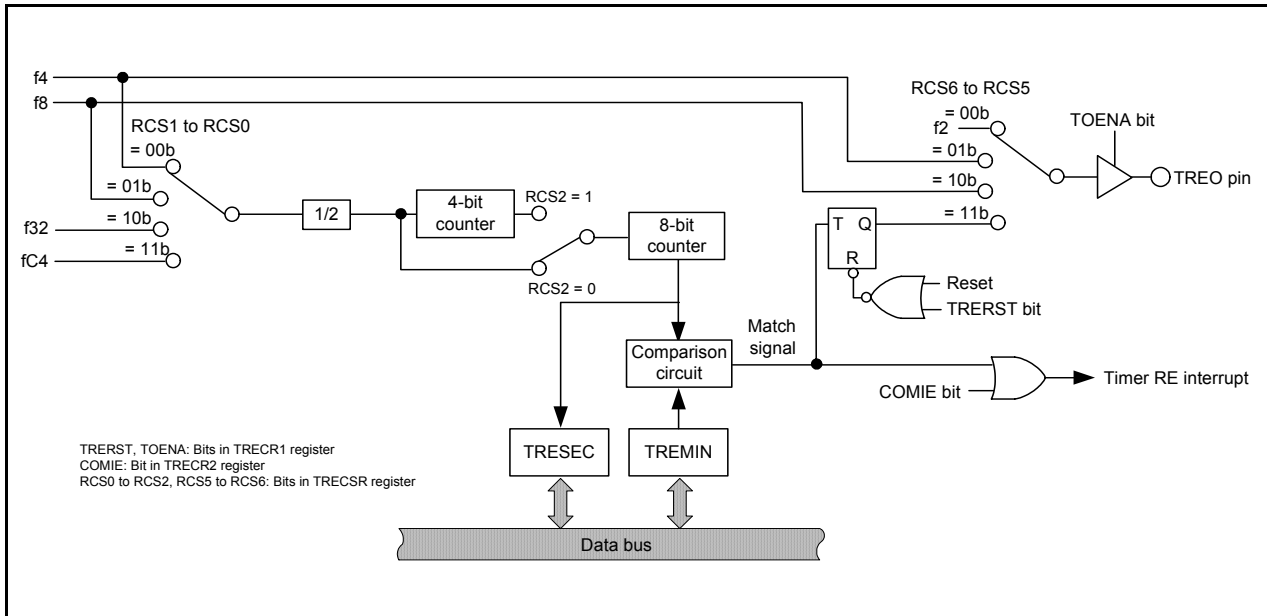 f4
f8
RCS1 to RCS0
= 00b
= 01b
= 10b
= 11b
f32
fC4
1/2
4-bit
counter
RCS2 = 1
RCS2 = 0
8-bit
counter
RCS6 to RCS5
= 00b
f2
= 01b
= 10b
= 11b
TOENA bit
TREO pin
T Q
R
Reset
TRERST bit
Match
signal
Comparison
circuit
COMIE bit
Timer RE interrupt
TRESEC
TREMIN
TRERST, TOENA: Bits in TRECR1 register
COMIE: Bit in TRECR2 register
RCS0 to RCS2, RCS5 to RCS6: Bits in TRECSR register
Data bus